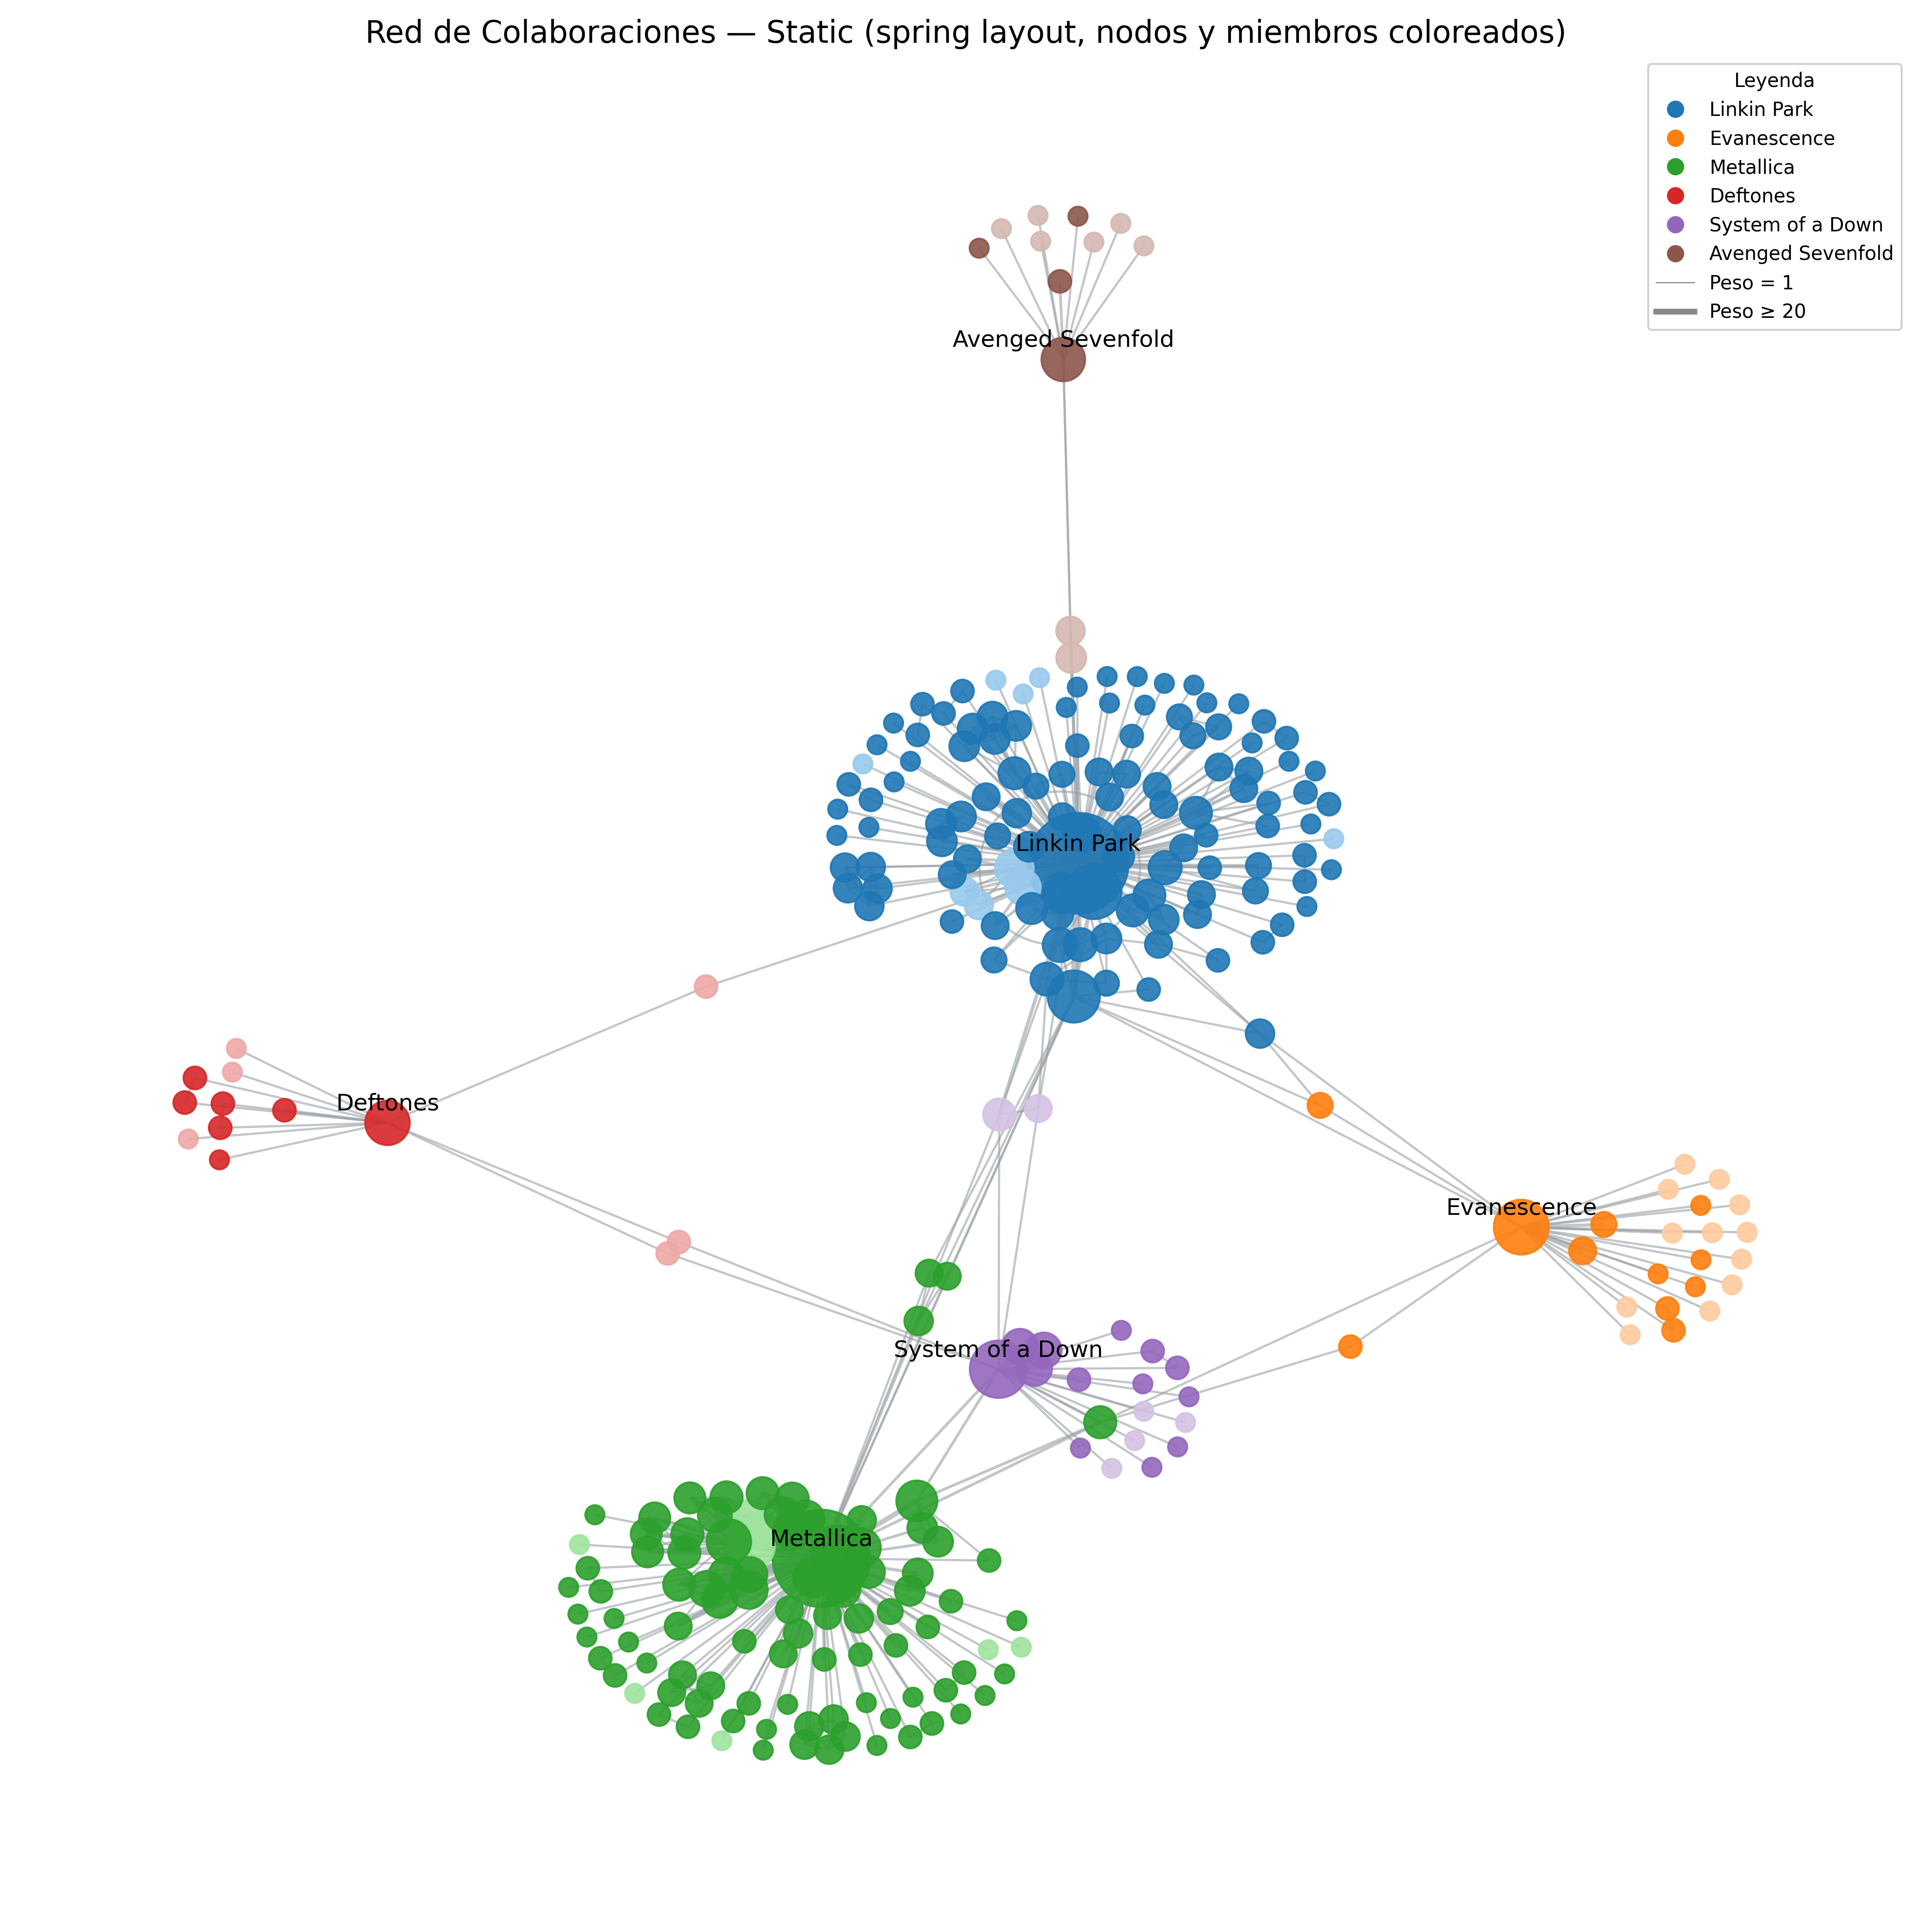 Red de Colaboraciones — Static (spring layout, nodos y miembros coloreados)
Leyenda
Linkin Park
Evanescence
Metallica
Deftones
System of a Down
Avenged Sevenfold
Peso = 1
Peso ≥ 20
Avenged Sevenfold
Linkin Park
Deftones
Evanescence
System of a Down
Metallica